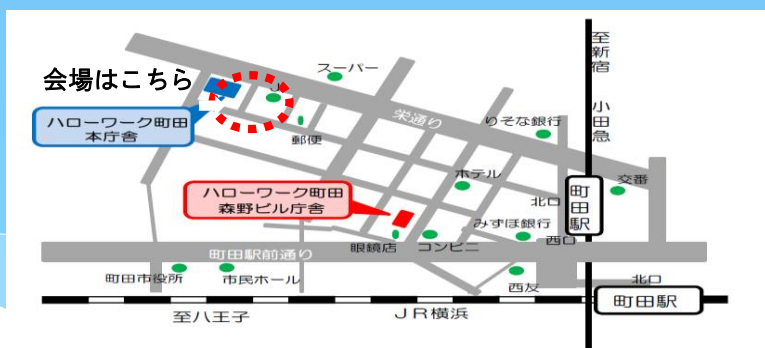 会場はこちら
スーパー
至新宿
小田急
J
ハローワーク町田
本庁舎
栄通り
りそな銀行
郵便
ホテル
町田駅
交番
北口
ハローワーク町田
森野ビル庁舎
みずほ銀行
西口
眼鏡店
コンビニ
町田駅前通り
町田市役所
市民ホール
西友
北口
町田駅
至八王子
JR横浜